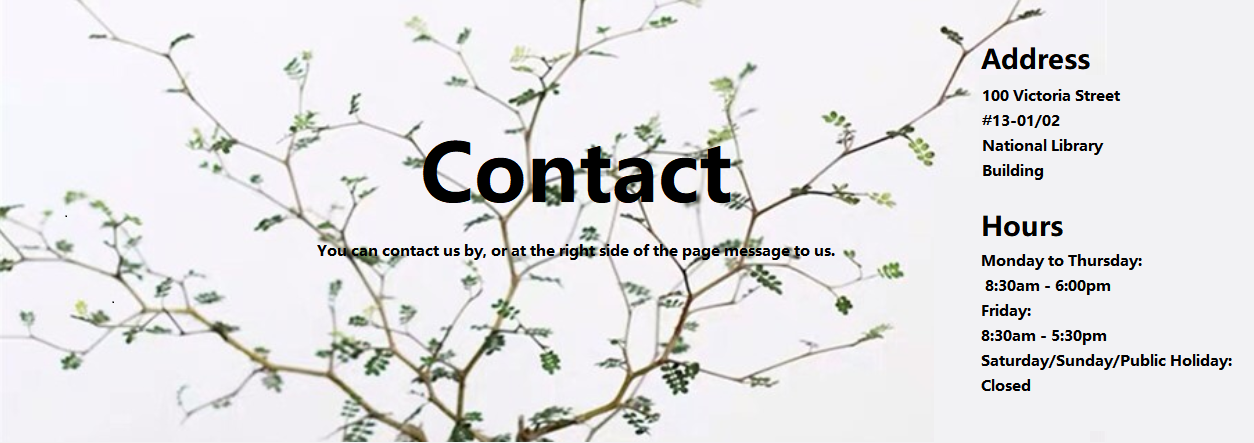 Contact
You can contact us by, or at the right side of the page message to us.
Address
100 Victoria Street
#13-01/02
National Library
Building
Hours
Monday to Thursday:
8:30am - 6:00pm
Friday:
8:30am - 5:30pm
Saturday/Sunday/Public Holiday:
Closed